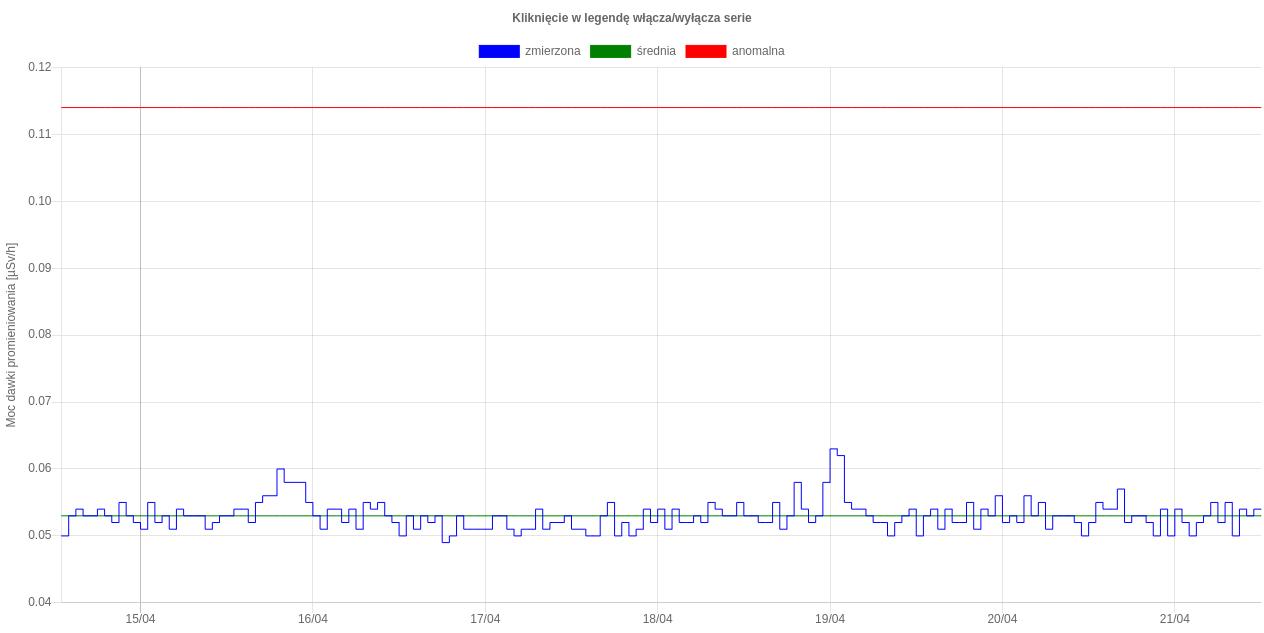 Kliknięcie w legendę włącza/wyłącza serie
zmierzona średnia anomalna
Moc dawki promieniowania [µSv/h]
0.12
0.11
0.10
0.09
0.08
0.07
0.06
0.05
0.04
15/04 16/04 17/04 18/04 19/04 20/04 21/04